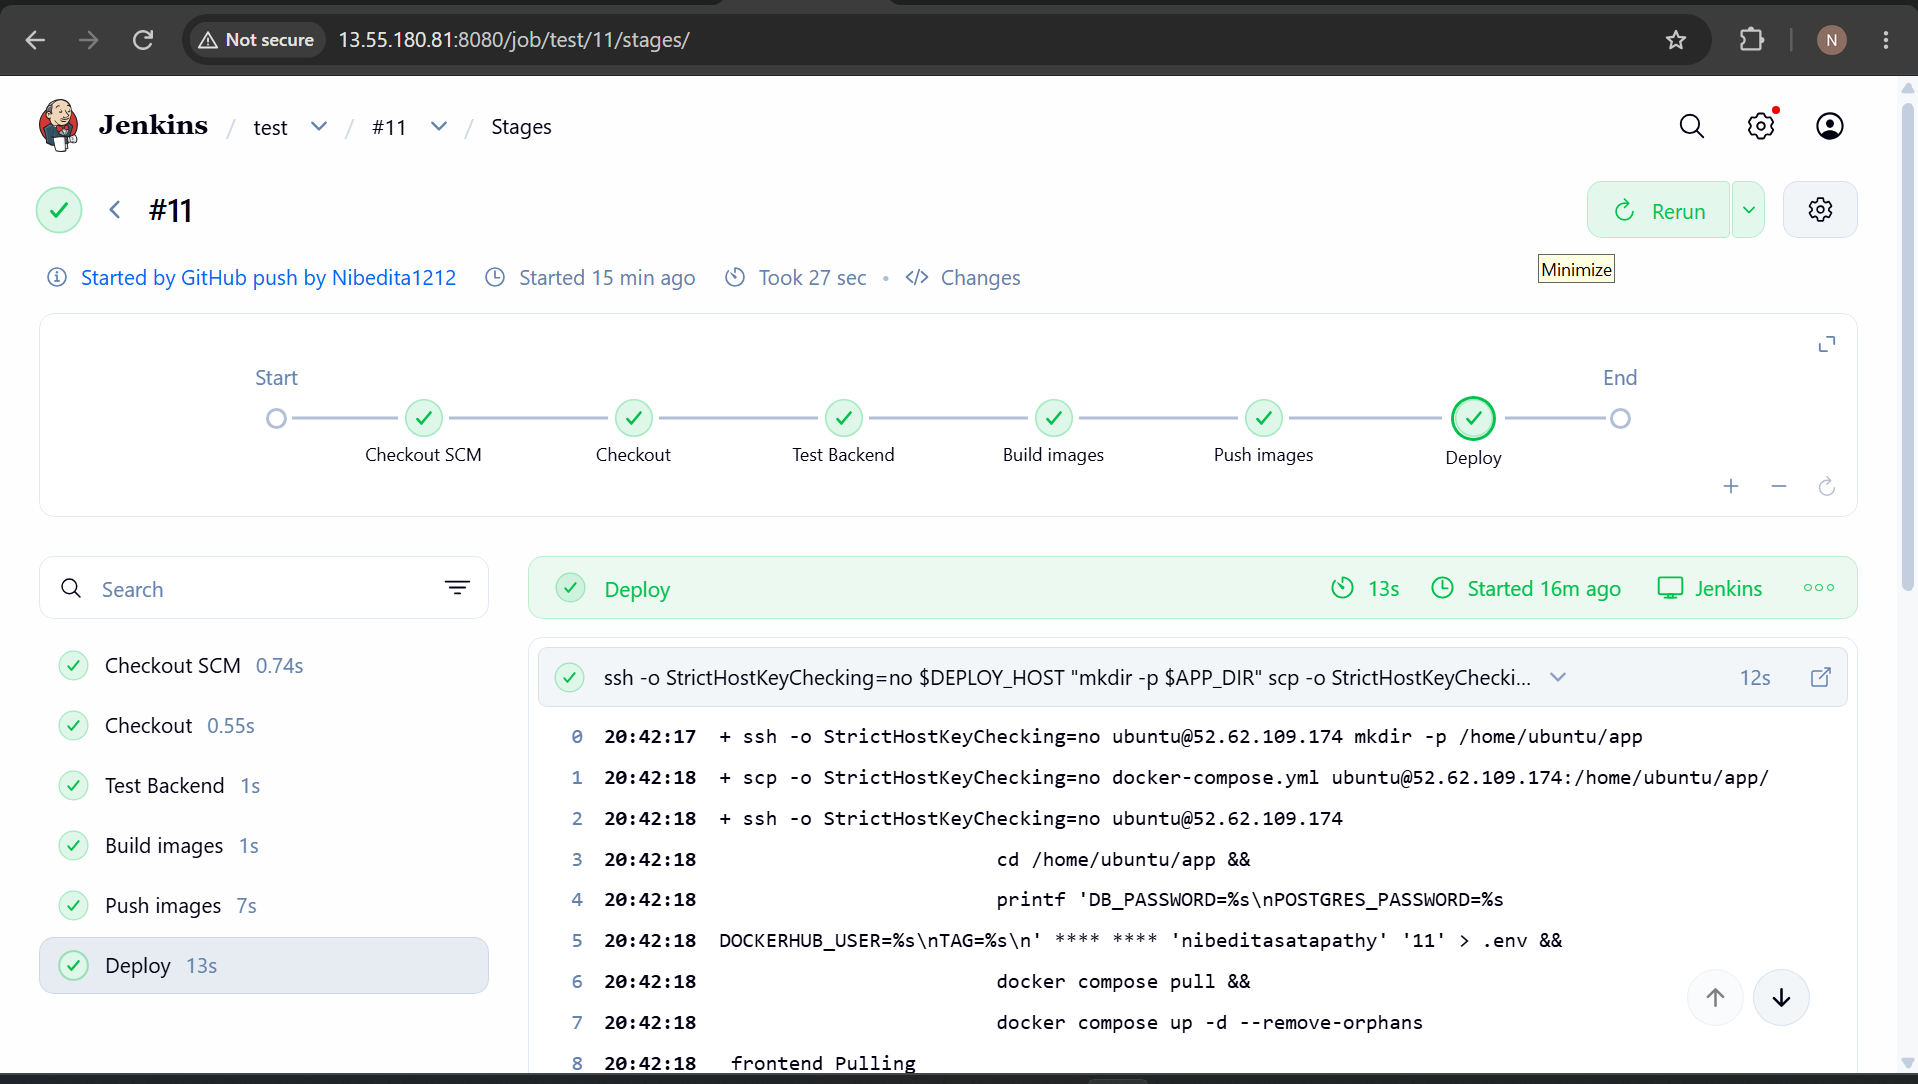 Not secure 13.55.180.81:8080/job/test/11/stages/ N
Jenkins / test / #11 / Stages
#11
Rerun
Minimize
Started by GitHub push by Nibedita1212 Started 15 min ago Took 27 sec • </> Changes
Start End
Checkout SCM Checkout Test Backend Build images Push images Deploy
Search
Checkout SCM 0.74s
Checkout 0.55s
Test Backend 1s
Build images 1s
Push images 7s
Deploy 13s
Deploy 13s Started 16m ago Jenkins
ssh -o StrictHostKeyChecking=no $DEPLOY_HOST "mkdir -p $APP_DIR" scp -o StrictHostKeyChecki... 12s
0 20:42:17 + ssh -o StrictHostKeyChecking=no ubuntu@52.62.109.174 mkdir -p /home/ubuntu/app
1 20:42:18 + scp -o StrictHostKeyChecking=no docker-compose.yml ubuntu@52.62.109.174:/home/ubuntu/app/
2 20:42:18 + ssh -o StrictHostKeyChecking=no ubuntu@52.62.109.174
3 20:42:18 cd /home/ubuntu/app &&
4 20:42:18 printf 'DB_PASSWORD=%s\nPOSTGRES_PASSWORD=%s
5 20:42:18 DOCKERHUB_USER=%s\nTAG=%s\n' **** **** 'nibeditasatapathy' '11' > .env &&
6 20:42:18 docker compose pull &&
7 20:42:18 docker compose up -d --remove-orphans
8 20:42:18 frontend Pulling